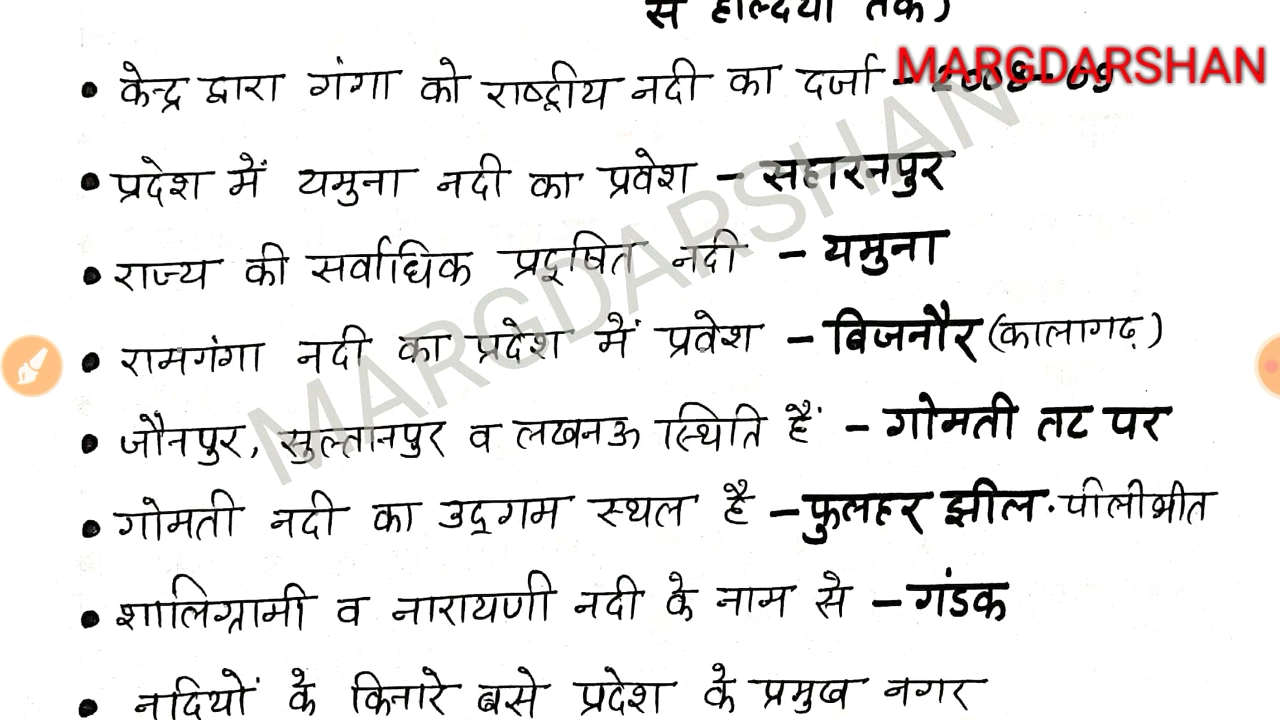 से हल्दिया तक)
MARGDARSHAN
• केन्द्र द्वारा गंगा को राष्ट्रीय नदी का दर्जा - 2008-09
• प्रदेश में यमुना नदी का प्रवेश - सहारनपुर
• राज्य की सर्वाधिक प्रदूषित नदी - यमुना
• रामगंगा नदी का प्रदेश में प्रवेश - बिजनौर (कालागढ़)
• जौनपुर, सुल्तानपुर व लखनऊ स्थिति हैं - गोमती तट पर
• गोमती नदी का उद्गम स्थल है - फुलहर झील. पीलीभीत
• शालिग्रामी व नारायणी नदी के नाम से - गंडक
• नदियों के किनारे बसे प्रदेश के प्रमुख नगर
MARGDARSHAN